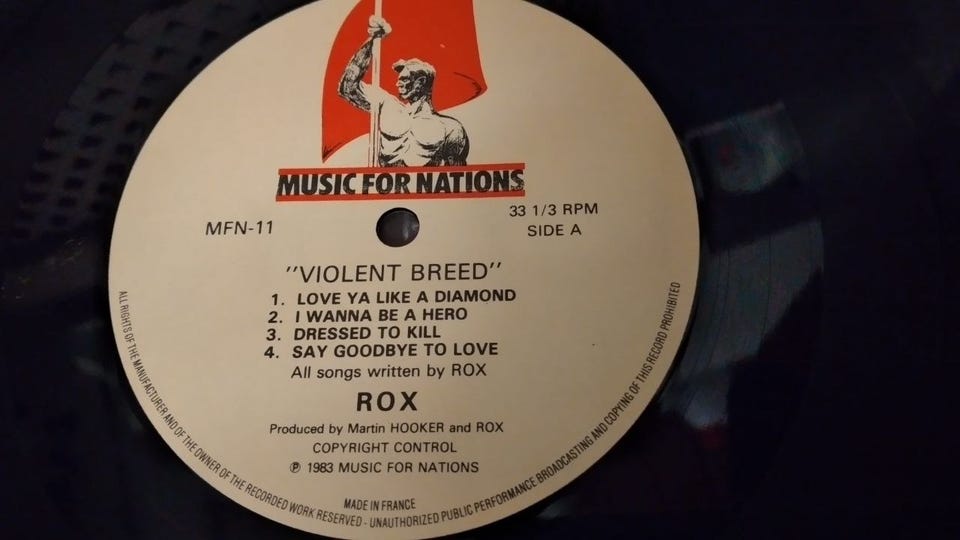 MUSIC FOR NATIONS
MFN-11
33 1/3 RPM
SIDE A
"VIOLENT BREED"
1. LOVE YA LIKE A DIAMOND
2. I WANNA BE A HERO
3. DRESSED TO KILL
4. SAY GOODBYE TO LOVE
All songs written by ROX
ROX
Produced by Martin HOOKER and ROX
COPYRIGHT CONTROL
℗ 1983 MUSIC FOR NATIONS
MADE IN FRANCE
ALL RIGHTS OF THE MANUFACTURER AND OF THE OWNER OF THE RECORDED WORK RESERVED - UNAUTHORIZED PUBLIC PERFORMANCE BROADCASTING AND COPYING OF THIS RECORD PROHIBITED